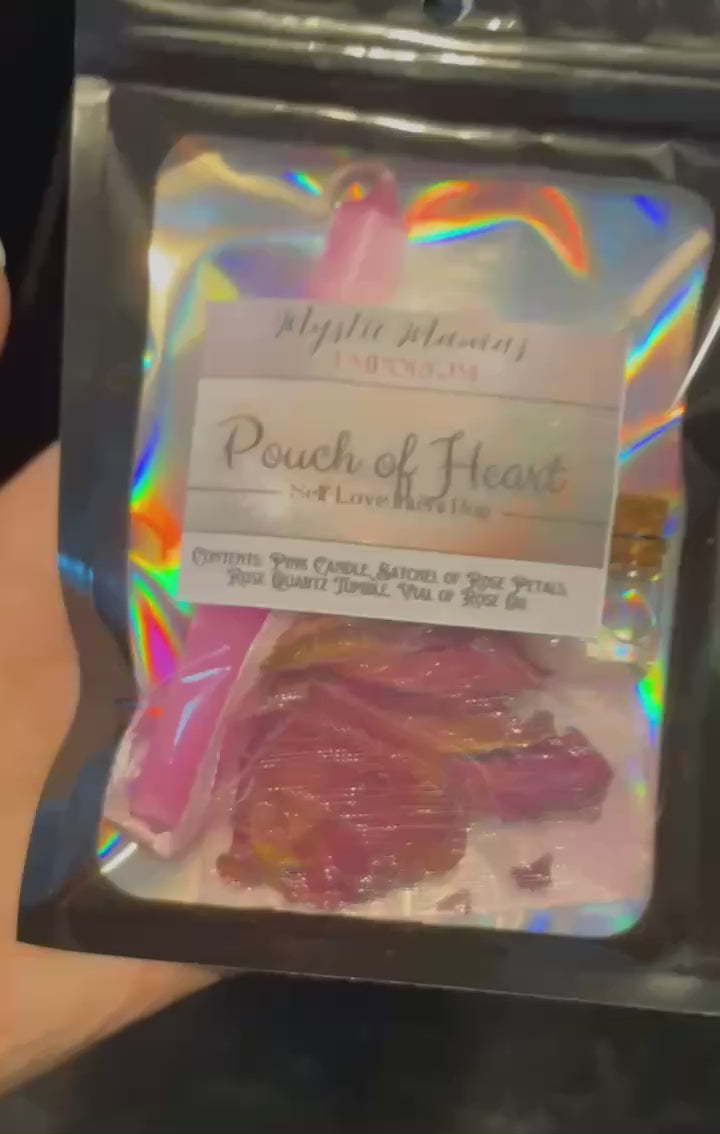 Mystic
EMPORIUM
Pouch of Heart
Self Love
CONTENTS: PINK CANDLE, SATCHEL OF ROSE PETALS,
ROSE QUARTZ TUMBLE, VIAL OF ROSE OIL